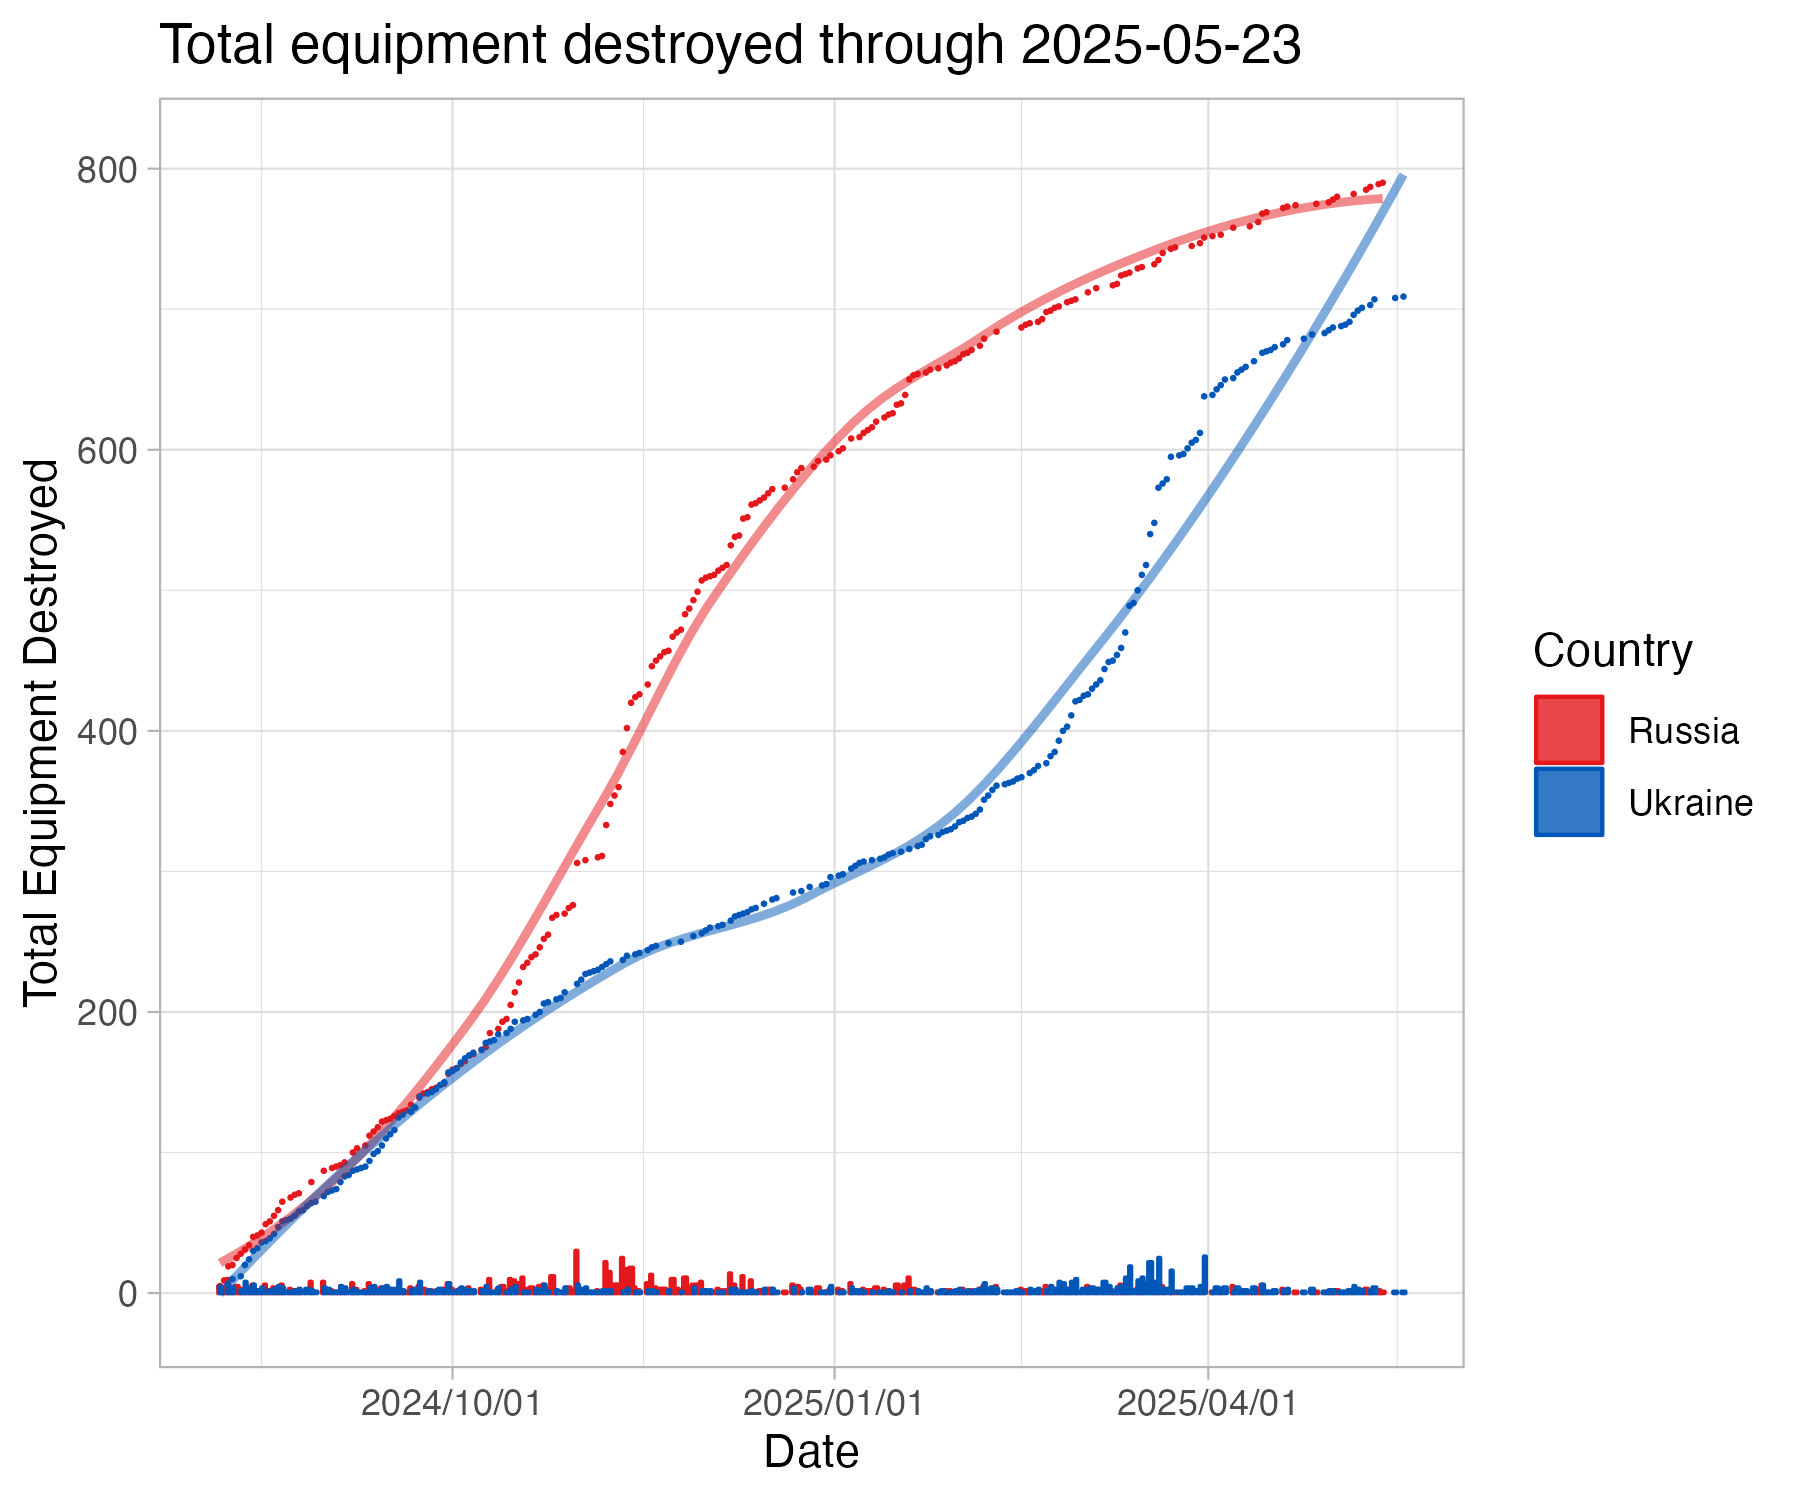 Total equipment destroyed through 2025-05-23
Total Equipment Destroyed
800
600
400
200
0
2024/10/01
2025/01/01
2025/04/01
Date
Country
Russia
Ukraine